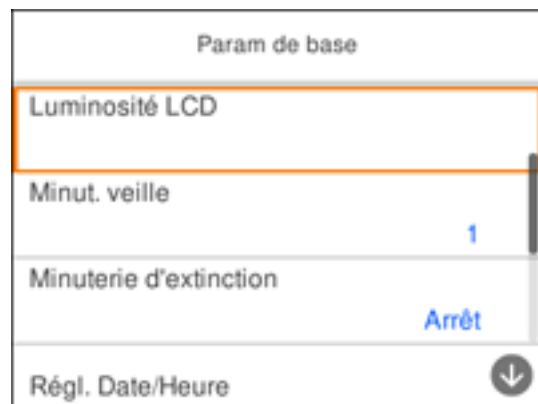 Param de base
Luminosité LCD
Minut. veille
1
Minuterie d'extinction
Arrêt
Régl. Date/Heure